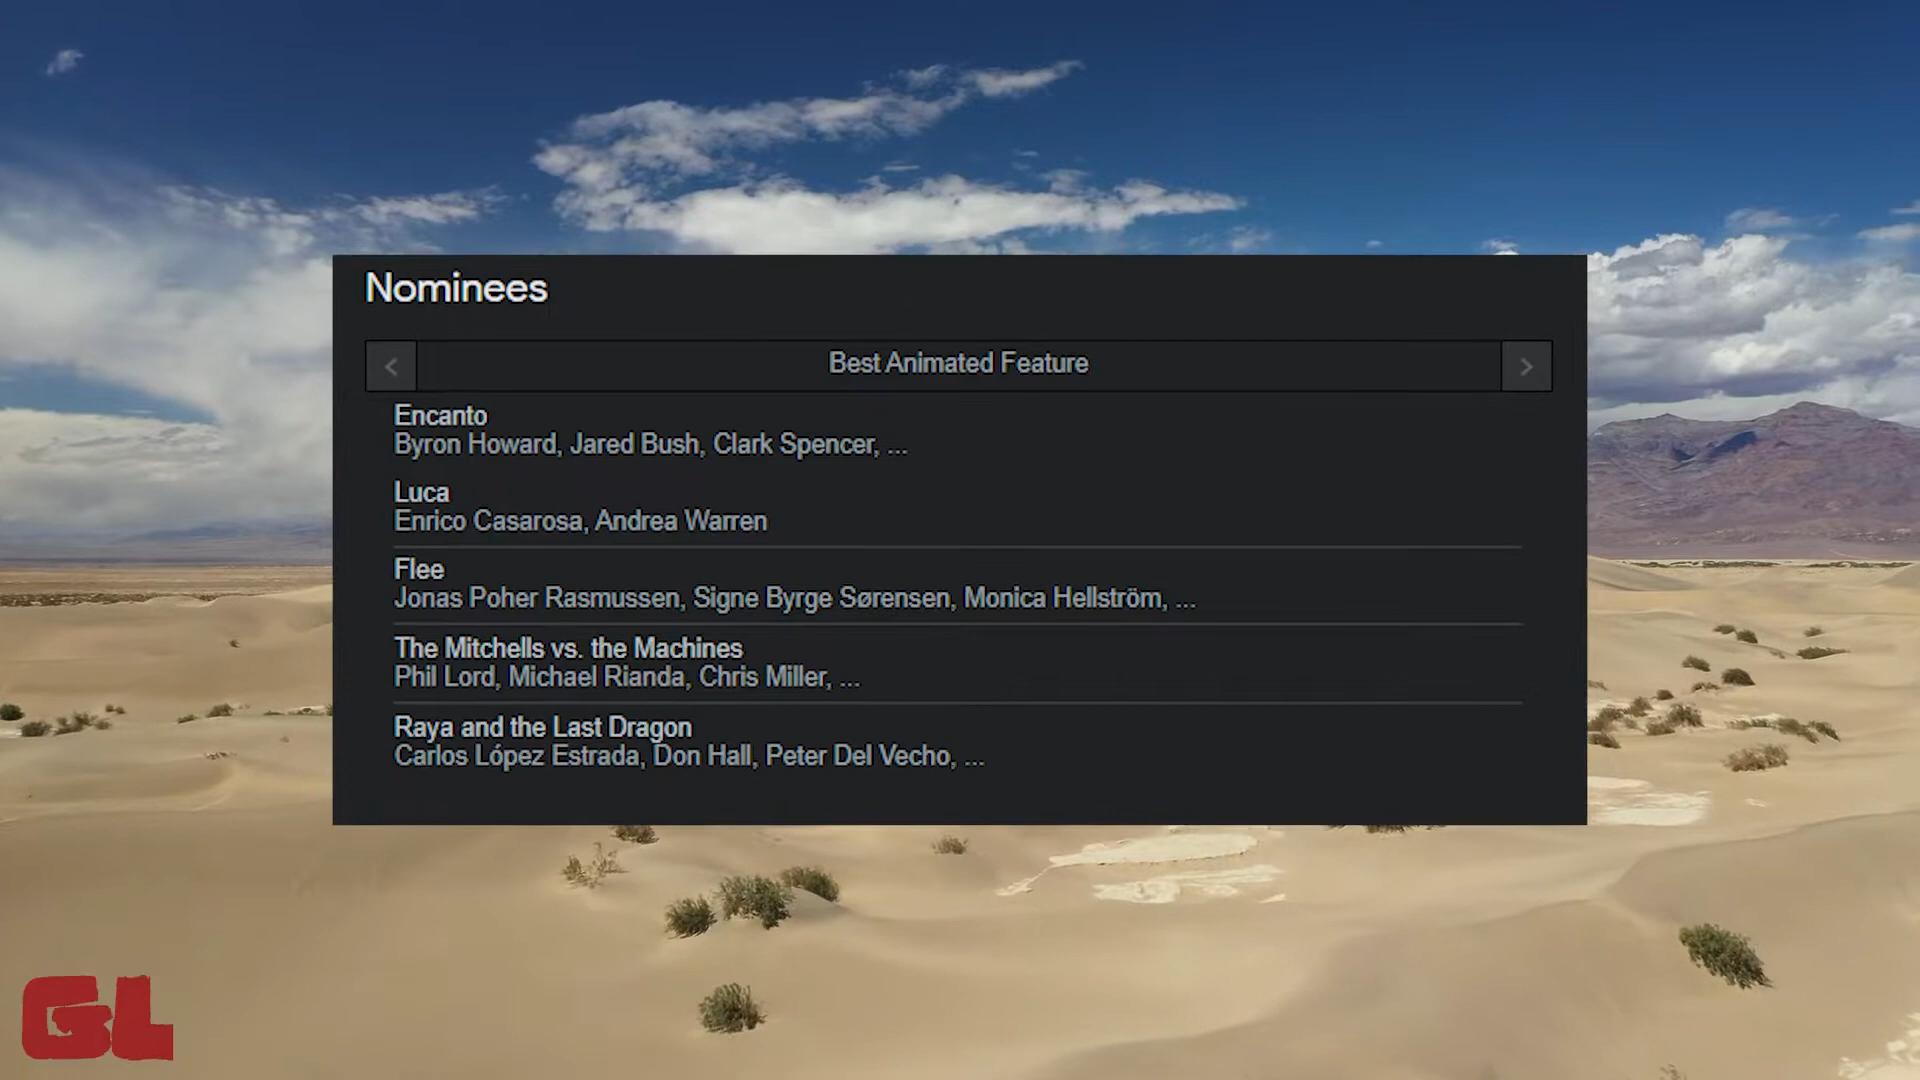 Nominees
<
Best Animated Feature
>
Encanto
Byron Howard, Jared Bush, Clark Spencer, ...
Luca
Enrico Casarosa, Andrea Warren
Flee
Jonas Poher Rasmussen, Signe Byrge Sørensen, Monica Hellström, ...
The Mitchells vs. the Machines
Phil Lord, Michael Rianda, Chris Miller, ...
Raya and the Last Dragon
Carlos López Estrada, Don Hall, Peter Del Vecho, ...
GL